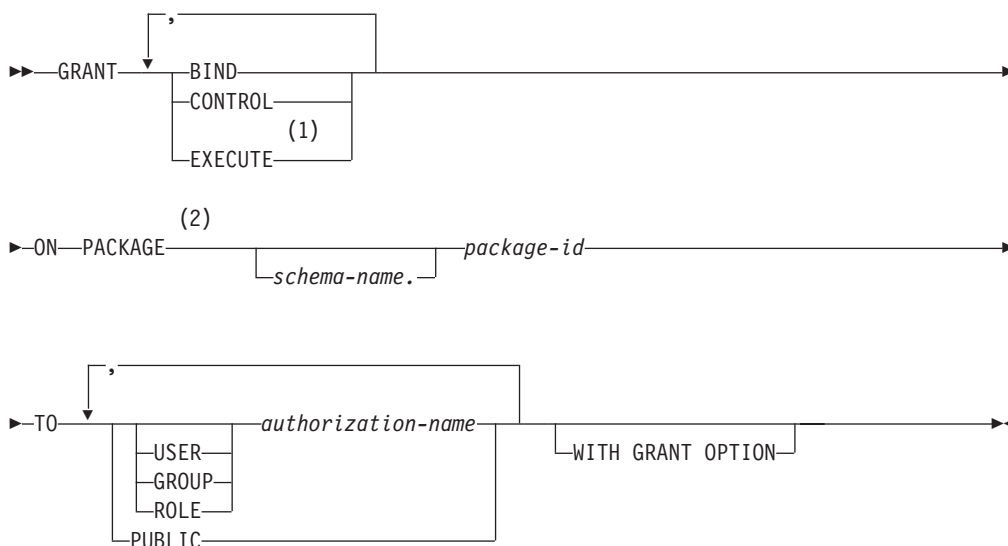 ,
GRANT BIND
CONTROL
(1)
EXECUTE
(2)
ON PACKAGE package-id
schema-name.
,
TO authorization-name
USER WITH GRANT OPTION
GROUP
ROLE
PUBLIC